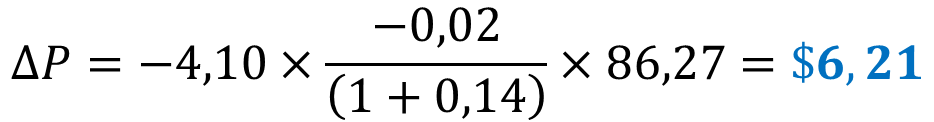 ΔP = −4,10 × −0,02 / (1 + 0,14) × 86,27 = $6,21